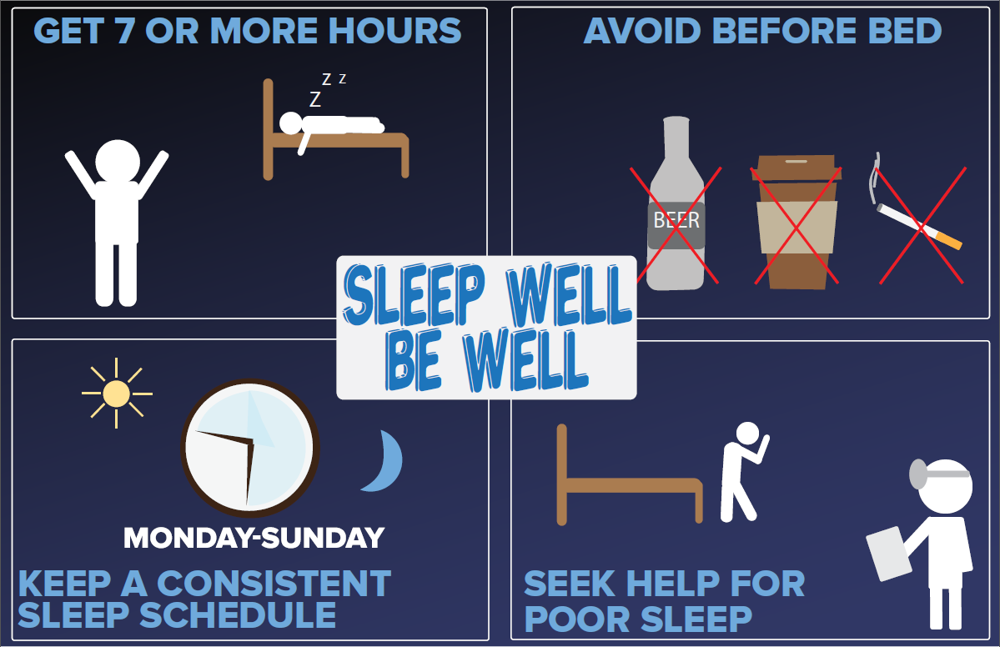 GET 7 OR MORE HOURS
Z z z
AVOID BEFORE BED
BEER
SLEEP WELL
BE WELL
MONDAY-SUNDAY
KEEP A CONSISTENT
SLEEP SCHEDULE
SEEK HELP FOR
POOR SLEEP